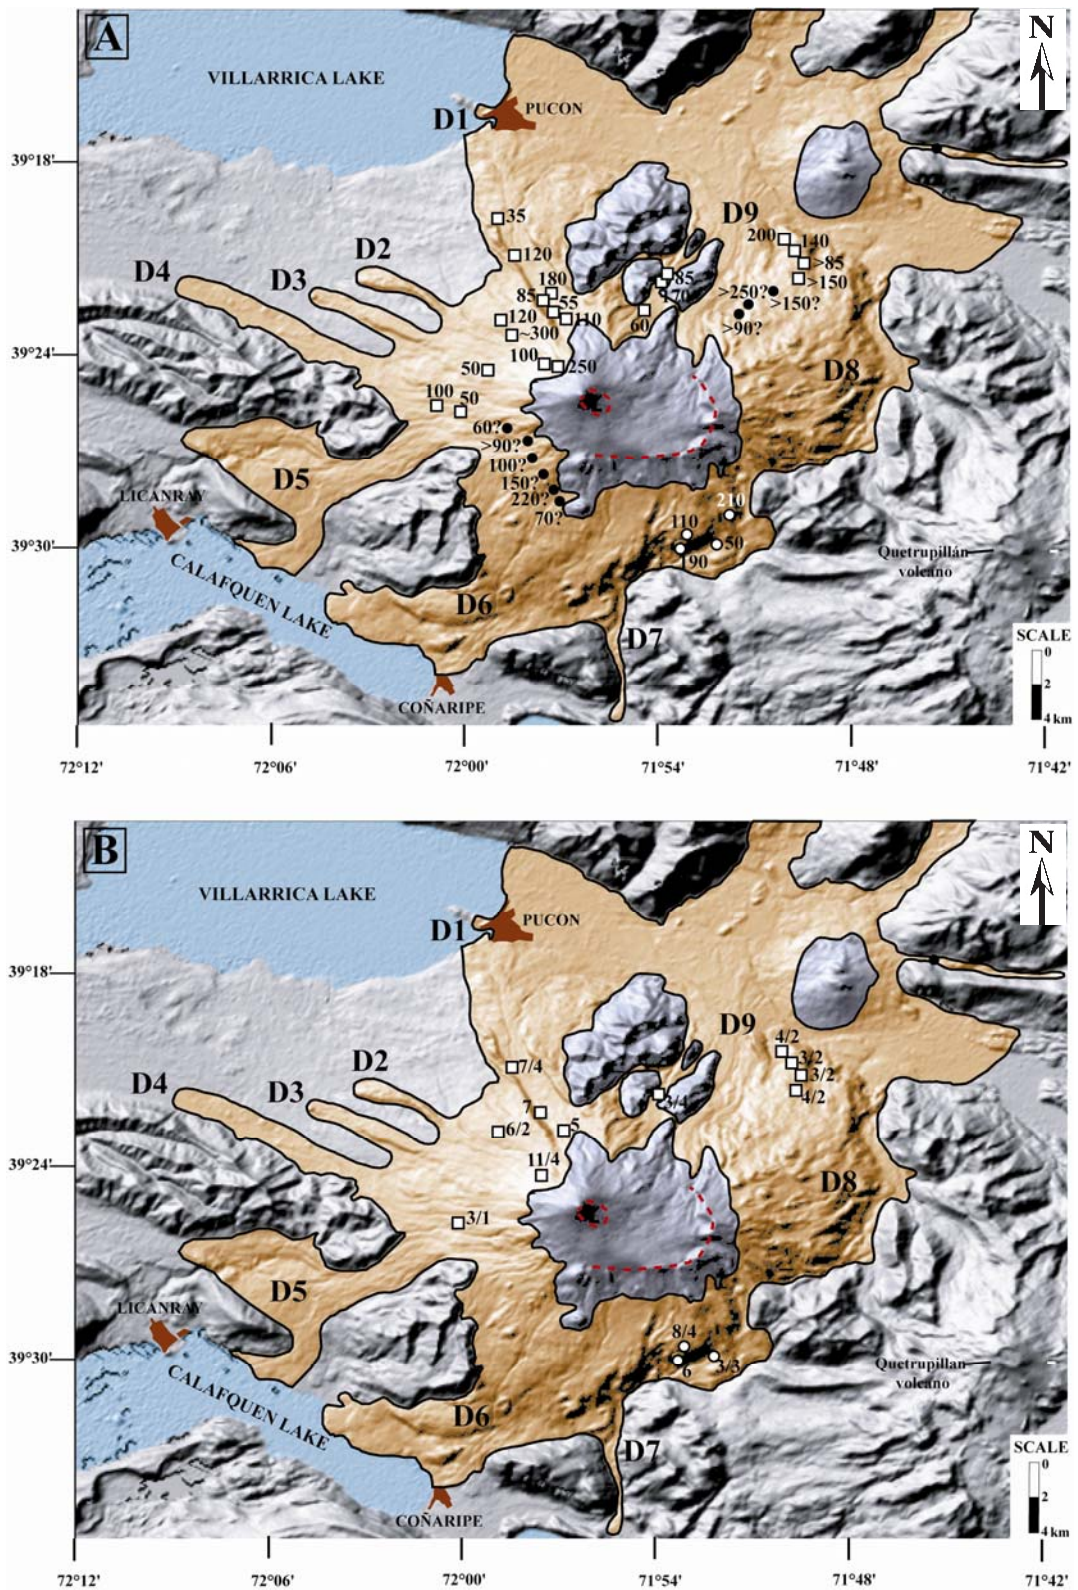 A
N
VILLARRICA LAKE
D1
PUCON
39°18'
D9
35
200
140
D2
120
>85
D4
D3
180
85
>150
85
55
170
>250?
>150?
120
110
60
>90?
~300
39°24'
100
250
50
D8
100
50
60?
>90?
100?
D5
150?
LICANRAY
220?
210
70?
110
50
39°30'
190
Quetrupillán
volcano
CALAFQUEN LAKE
D6
D7
SCALE
0
2
4 km
COÑARIPE
72°12'
72°06'
72°00'
71°54'
71°48'
71°42'
B
N
VILLARRICA LAKE
D1
PUCON
39°18'
D9
4/2
3/2
D2
7/4
3/2
D4
D3
4/2
3/4
7
6/2
5
39°24'
11/4
D8
3/1
D5
LICANRAY
8/4
39°30'
6
3/3
Quetrupillan
volcano
CALAFQUEN LAKE
D6
D7
SCALE
0
2
4 km
COÑARIPE
72°12'
72°06'
72°00'
71°54'
71°48'
71°42'